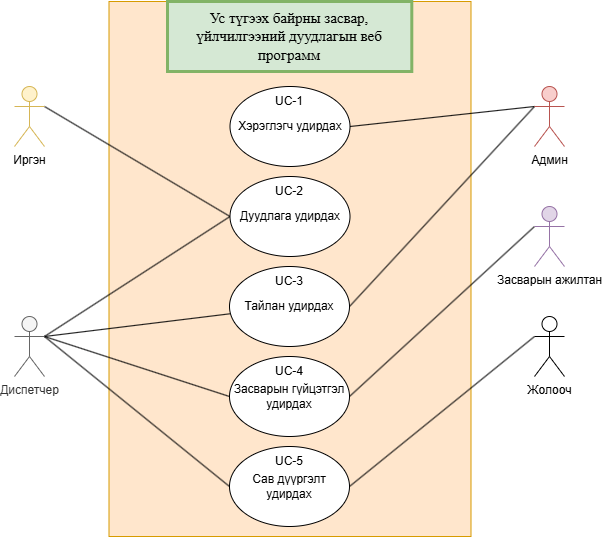 Ус түгээх байрны засвар,
үйлчилгээний дуудлагын веб
программ
UC-1
Хэрэглэгч удирдах
Иргэн
Админ
UC-2
Дуудлага удирдах
UC-3
Тайлан удирдах
Засварын ажилтан
UC-4
Засварын гүйцэтгэл
удирдах
Диспетчер
Жолооч
UC-5
Сав дүүргэлт
удирдах